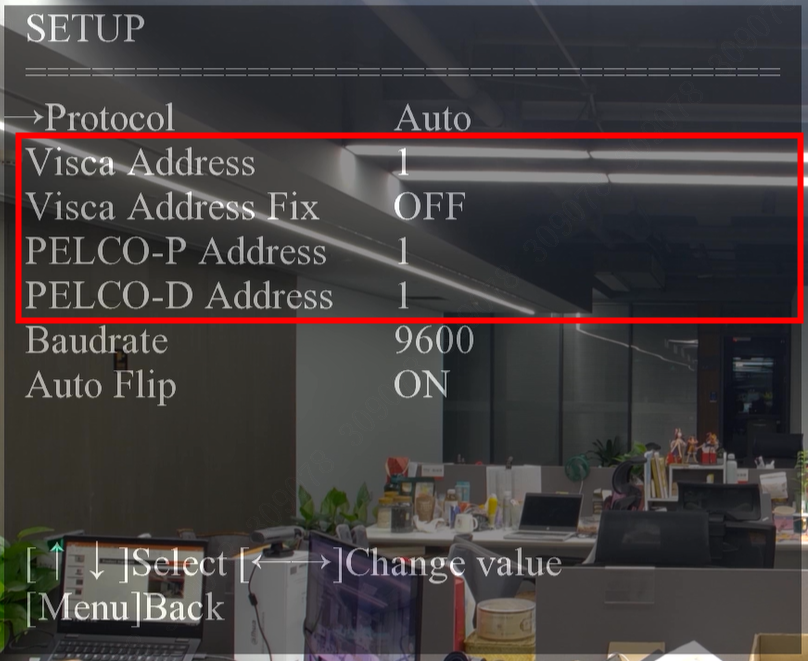 SETUP
===========================================
→Protocol Auto
Visca Address 1
Visca Address Fix OFF
PELCO-P Address 1
PELCO-D Address 1
Baudrate 9600
Auto Flip ON
[↑ ↓]Select [←→]Change value
[Menu]Back